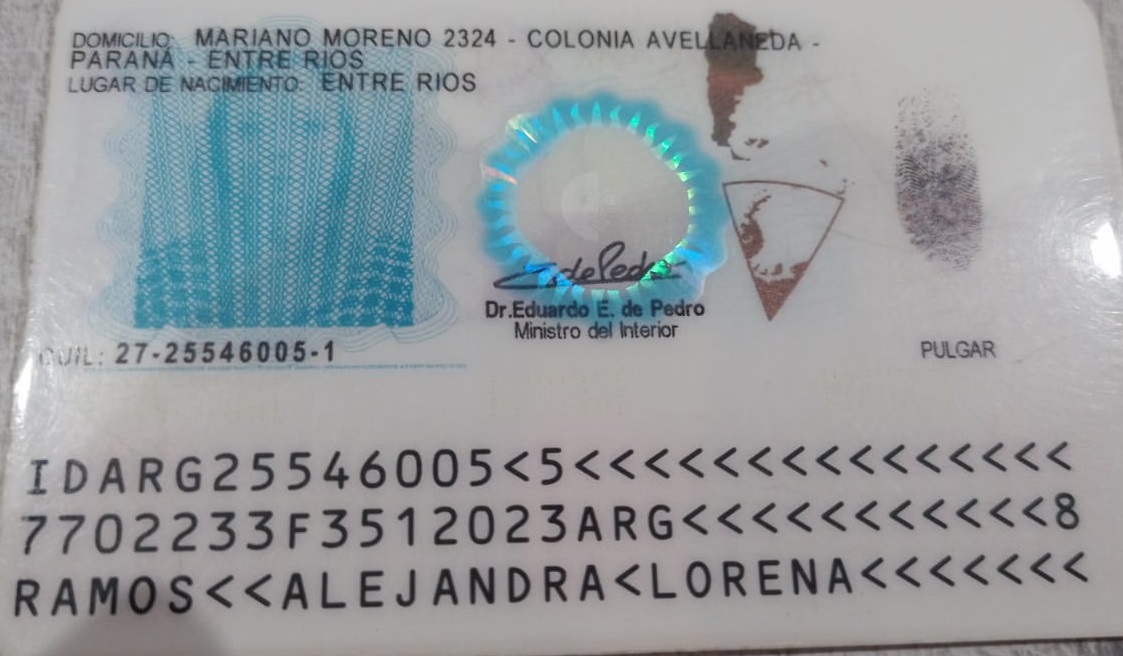 DOMICILIO: MARIANO MORENO 2324 - COLONIA AVELLANEDA -
PARANÁ - ENTRE RIOS
LUGAR DE NACIMIENTO: ENTRE RIOS
Dr.Eduardo E. de Pedro
Ministro del Interior
CUIL: 27-25546005-1
PULGAR
IDARG25546005<5<<<<<<<<<<<<<<<
7702233F3512023ARG<<<<<<<<<<<8
RAMOS<<ALEJANDRA<LORENA<<<<<<<